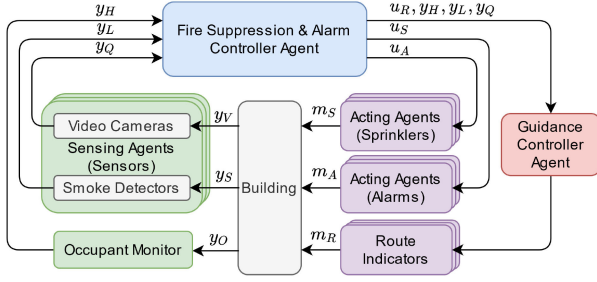 y_H
y_L
y_Q
Fire Suppression & Alarm
Controller Agent
u_R, y_H, y_L, y_Q
u_S
u_A
Video Cameras
Sensing Agents
(Sensors)
Smoke Detectors
Occupant Monitor
y_V
y_S
y_O
Building
m_S
m_A
m_R
Acting Agents
(Sprinklers)
Acting Agents
(Alarms)
Route
Indicators
Guidance
Controller
Agent